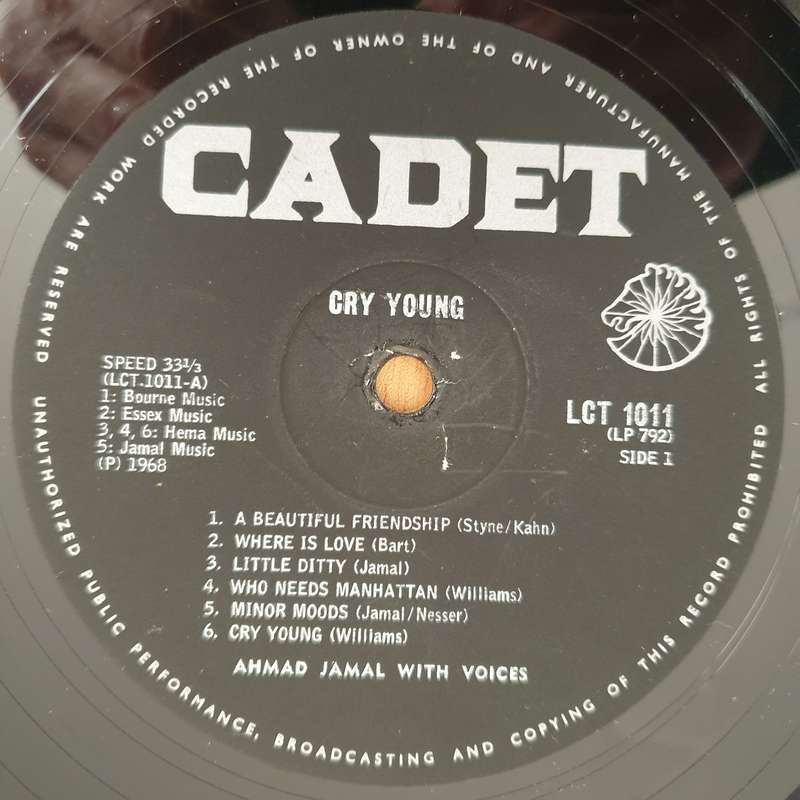 CADET
CRY YOUNG
SPEED 33⅓
(LCT.1011-A)
1: Bourne Music
2: Essex Music
3, 4, 6: Hema Music
5: Jamal Music
(P) 1968
LCT 1011
(LP 792)
SIDE 1
1. A BEAUTIFUL FRIENDSHIP (Styne/Kahn)
2. WHERE IS LOVE (Bart)
3. LITTLE DITTY (Jamal)
4. WHO NEEDS MANHATTAN (Williams)
5. MINOR MOODS (Jamal/Nesser)
6. CRY YOUNG (Williams)
AHMAD JAMAL WITH VOICES
ALL RIGHTS OF THE MANUFACTURER AND OF THE OWNER OF THE RECORDED WORK ARE RESERVED UNAUTHORIZED PUBLIC PERFORMANCE, BROADCASTING AND COPYING OF THIS RECORD PROHIBITED